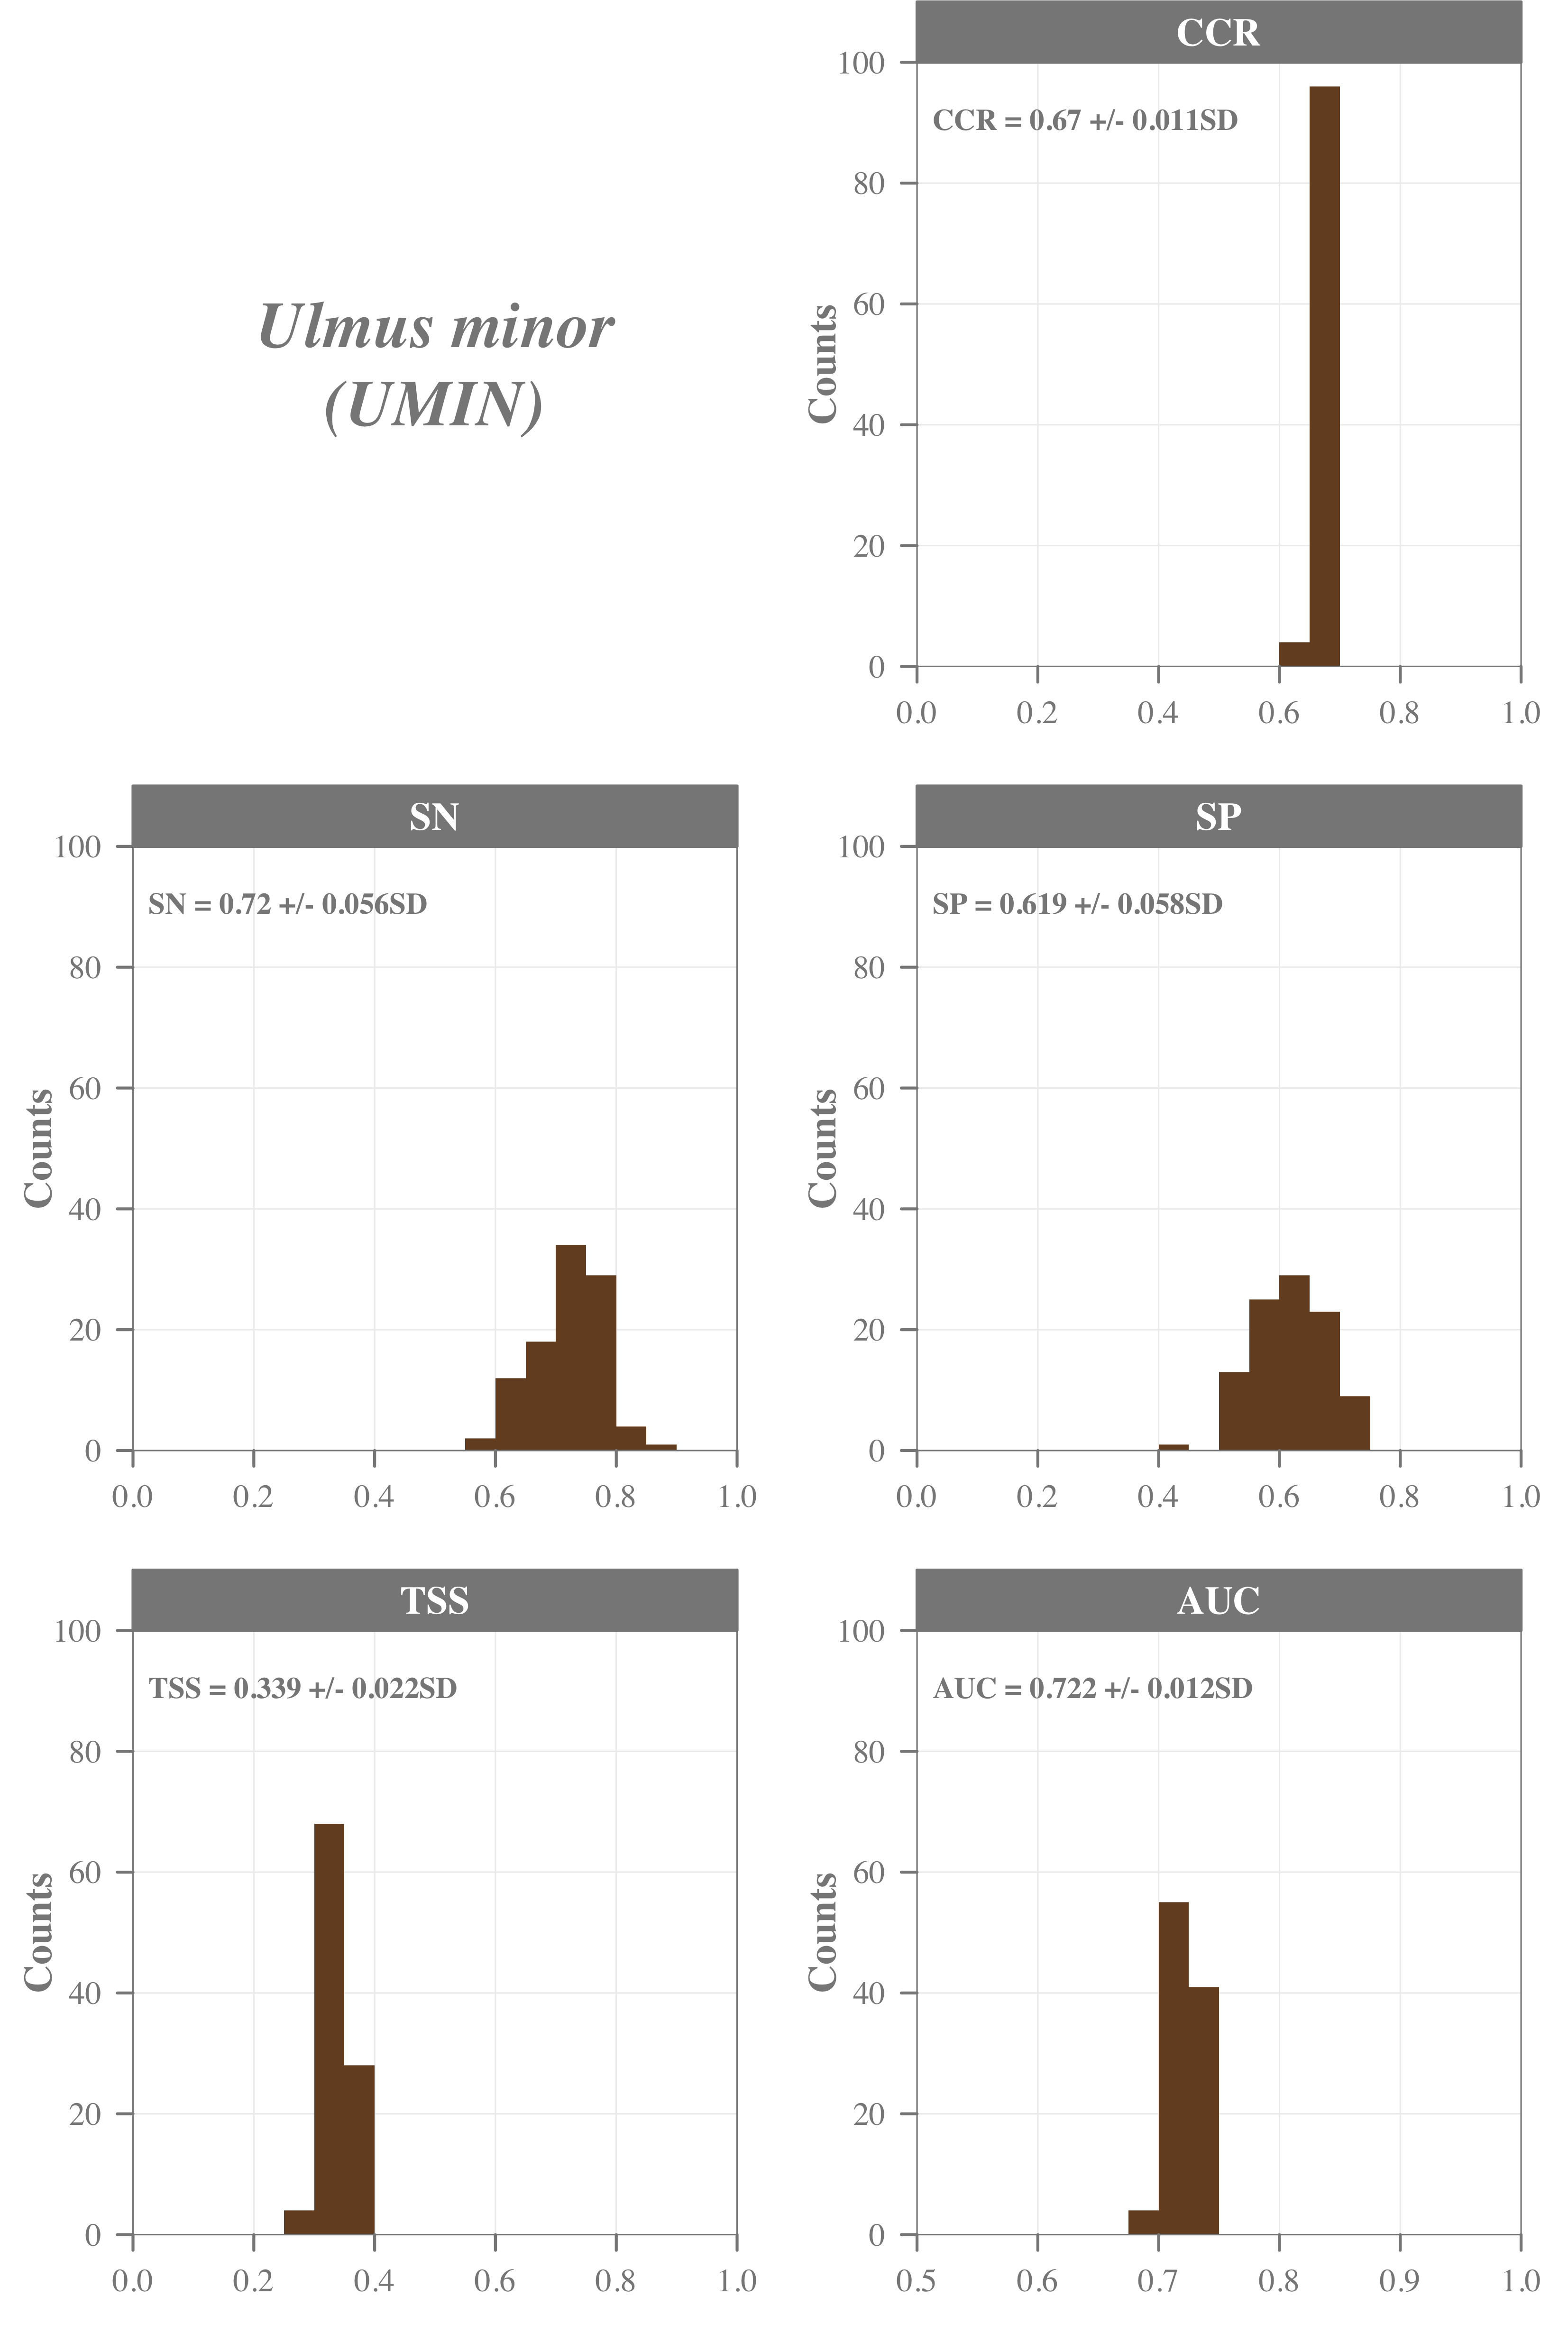 CCR
100
CCR = 0.67 +/- 0.011SD
80
60
Ulmus minor
(UMIN)
Counts
40
20
0
0.0 0.2 0.4 0.6 0.8 1.0
SN
100
SN = 0.72 +/- 0.056SD
80
60
Counts
40
20
0
0.0 0.2 0.4 0.6 0.8 1.0
SP
100
SP = 0.619 +/- 0.058SD
80
60
Counts
40
20
0
0.0 0.2 0.4 0.6 0.8 1.0
TSS
100
TSS = 0.339 +/- 0.022SD
80
60
Counts
40
20
0
0.0 0.2 0.4 0.6 0.8 1.0
AUC
100
AUC = 0.722 +/- 0.012SD
80
60
Counts
40
20
0
0.5 0.6 0.7 0.8 0.9 1.0